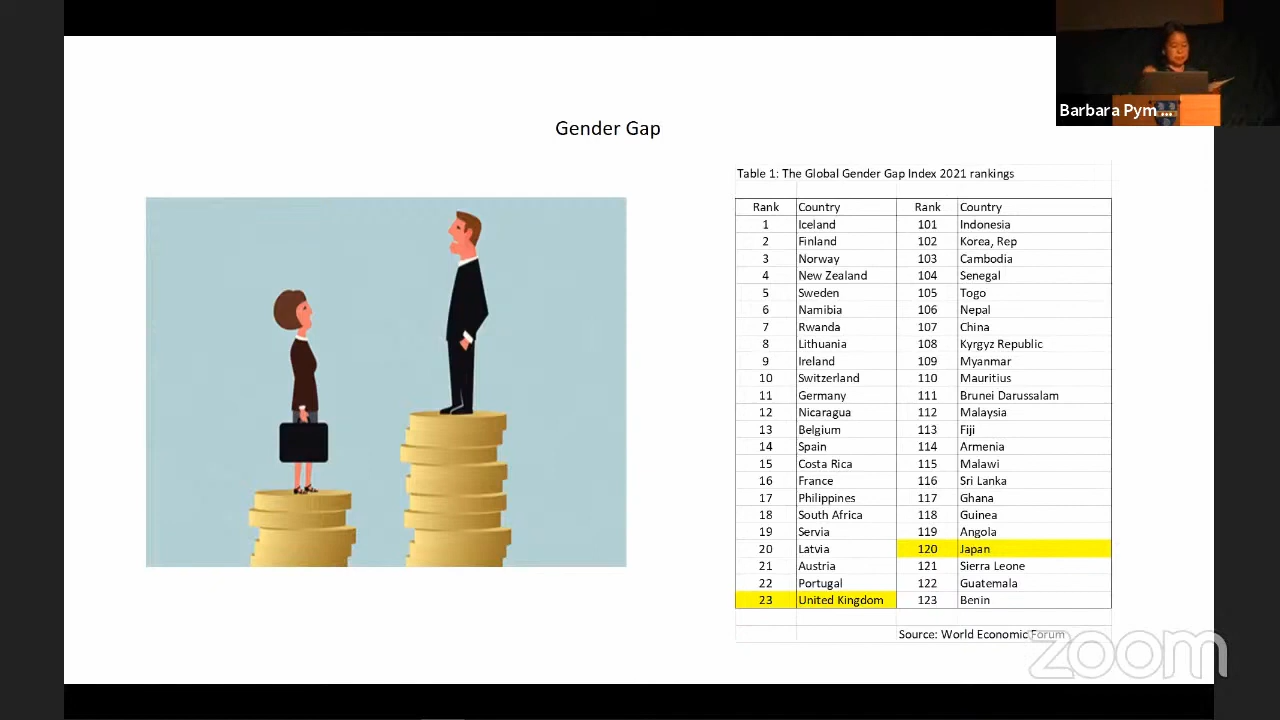 Barbara Pym...
Gender Gap
Table 1: The Global Gender Gap Index 2021 rankings
Rank Country Rank Country
1 Iceland 101 Indonesia
2 Finland 102 Korea, Rep
3 Norway 103 Cambodia
4 New Zealand 104 Senegal
5 Sweden 105 Togo
6 Namibia 106 Nepal
7 Rwanda 107 China
8 Lithuania 108 Kyrgyz Republic
9 Ireland 109 Myanmar
10 Switzerland 110 Mauritius
11 Germany 111 Brunei Darussalam
12 Nicaragua 112 Malaysia
13 Belgium 113 Fiji
14 Spain 114 Armenia
15 Costa Rica 115 Malawi
16 France 116 Sri Lanka
17 Philippines 117 Ghana
18 South Africa 118 Guinea
19 Servia 119 Angola
20 Latvia 120 Japan
21 Austria 121 Sierra Leone
22 Portugal 122 Guatemala
23 United Kingdom 123 Benin
Source: World Economic Forum
zoom